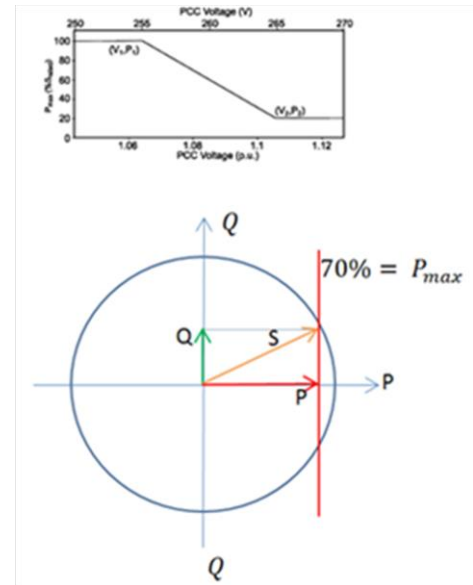 PCC Voltage (V)
250 255 260 265 270
(V₁,P₁)
100
80
60
40
20
0
(V₂,P₂)
1.06 1.08 1.1 1.12
PCC Voltage (p.u.)
Q
70% = Pₘₐₓ
Q S
P P
Q